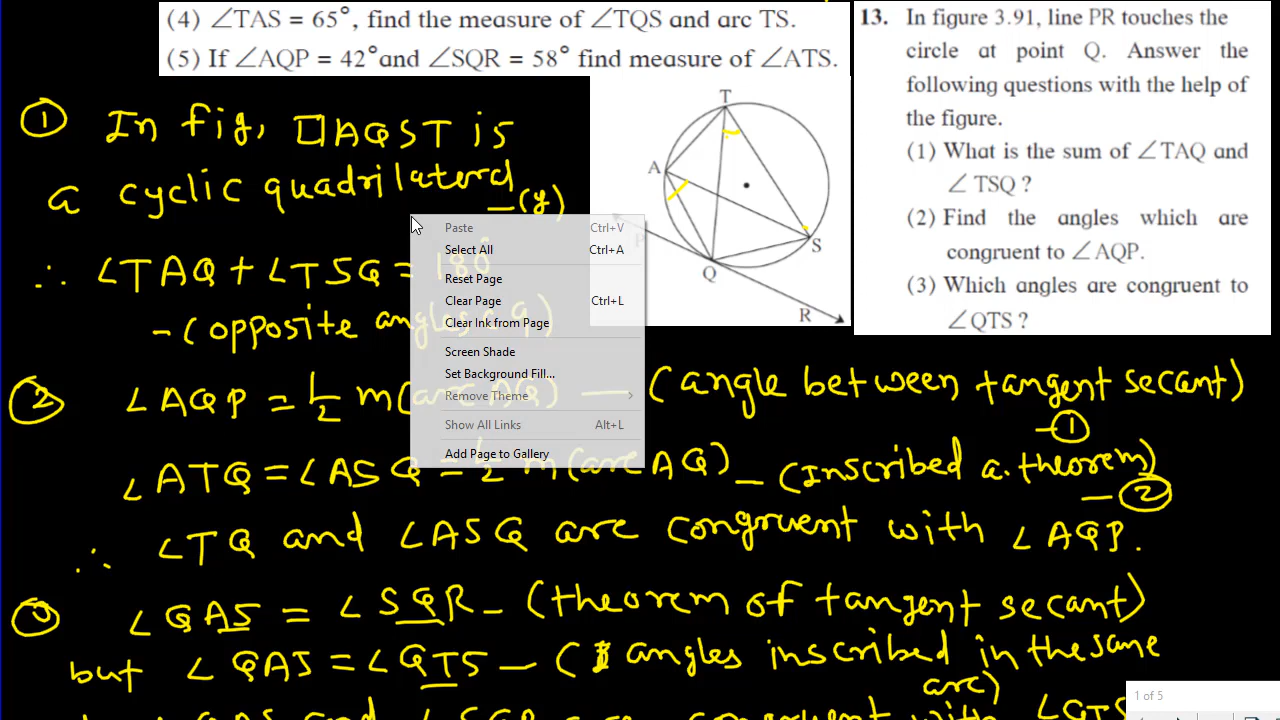 (4) ∠TAS = 65°, find the measure of ∠TQS and arc TS.
(5) If ∠AQP = 42°and ∠SQR = 58° find measure of ∠ATS.
13. In figure 3.91, line PR touches the
circle at point Q. Answer the
following questions with the help of
the figure.
(1) What is the sum of ∠TAQ and
∠ TSQ ?
(2) Find the angles which are
congruent to ∠AQP.
(3) Which angles are congruent to
∠QTS ?
T
A
S
Q
P
R
① In fig, □AQST is
a cyclic quadrilateral
— (g)
∴ ∠TAQ + ∠TSQ = 180°
– (opposite
② ∠AQP = ½ m(arc AQ) — (angle between tangent secant)
—①
∠ATQ = ∠ASQ = ½ m(arc AQ) — (Inscribed a. theorem)
—②
∴ ∠TQ and ∠ASQ are congruent with ∠AQP.
∠QAS = ∠SQR – (theorem of tangent secant)
but ∠QAS = ∠QTS – ( angles inscribed in the same
arc)
congruent with ∠QTS
Paste Ctrl+V
Select All Ctrl+A
Reset Page
Clear Page Ctrl+L
Clear Ink from Page
Screen Shade
Set Background Fill...
Remove Theme
Show All Links Alt+L
Add Page to Gallery
1 of 5